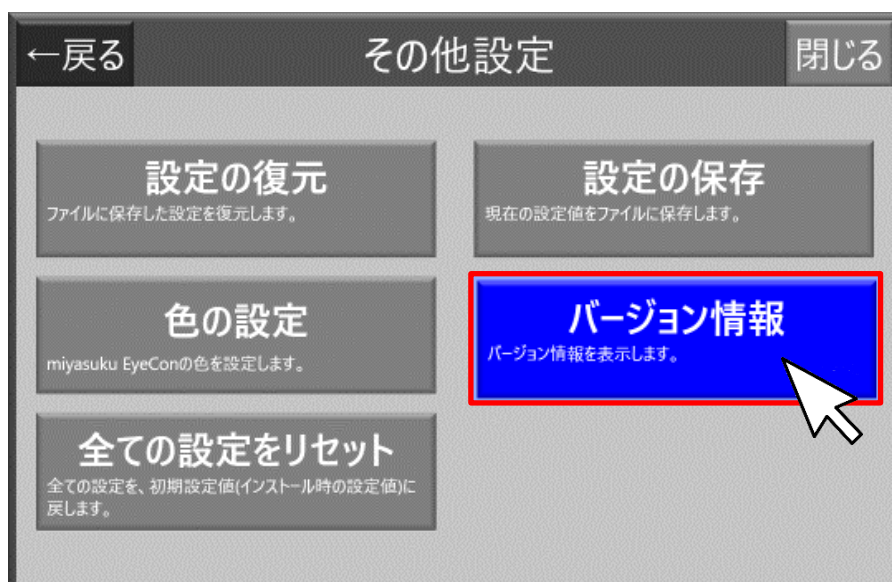 ←戻る
その他設定
閉じる
設定の復元
ファイルに保存した設定を復元します。
設定の保存
現在の設定値をファイルに保存します。
色の設定
miyasuku EyeConの色を設定します。
バージョン情報
バージョン情報を表示します。
全ての設定をリセット
全ての設定を、初期設定値(インストール時の設定値)に
戻します。